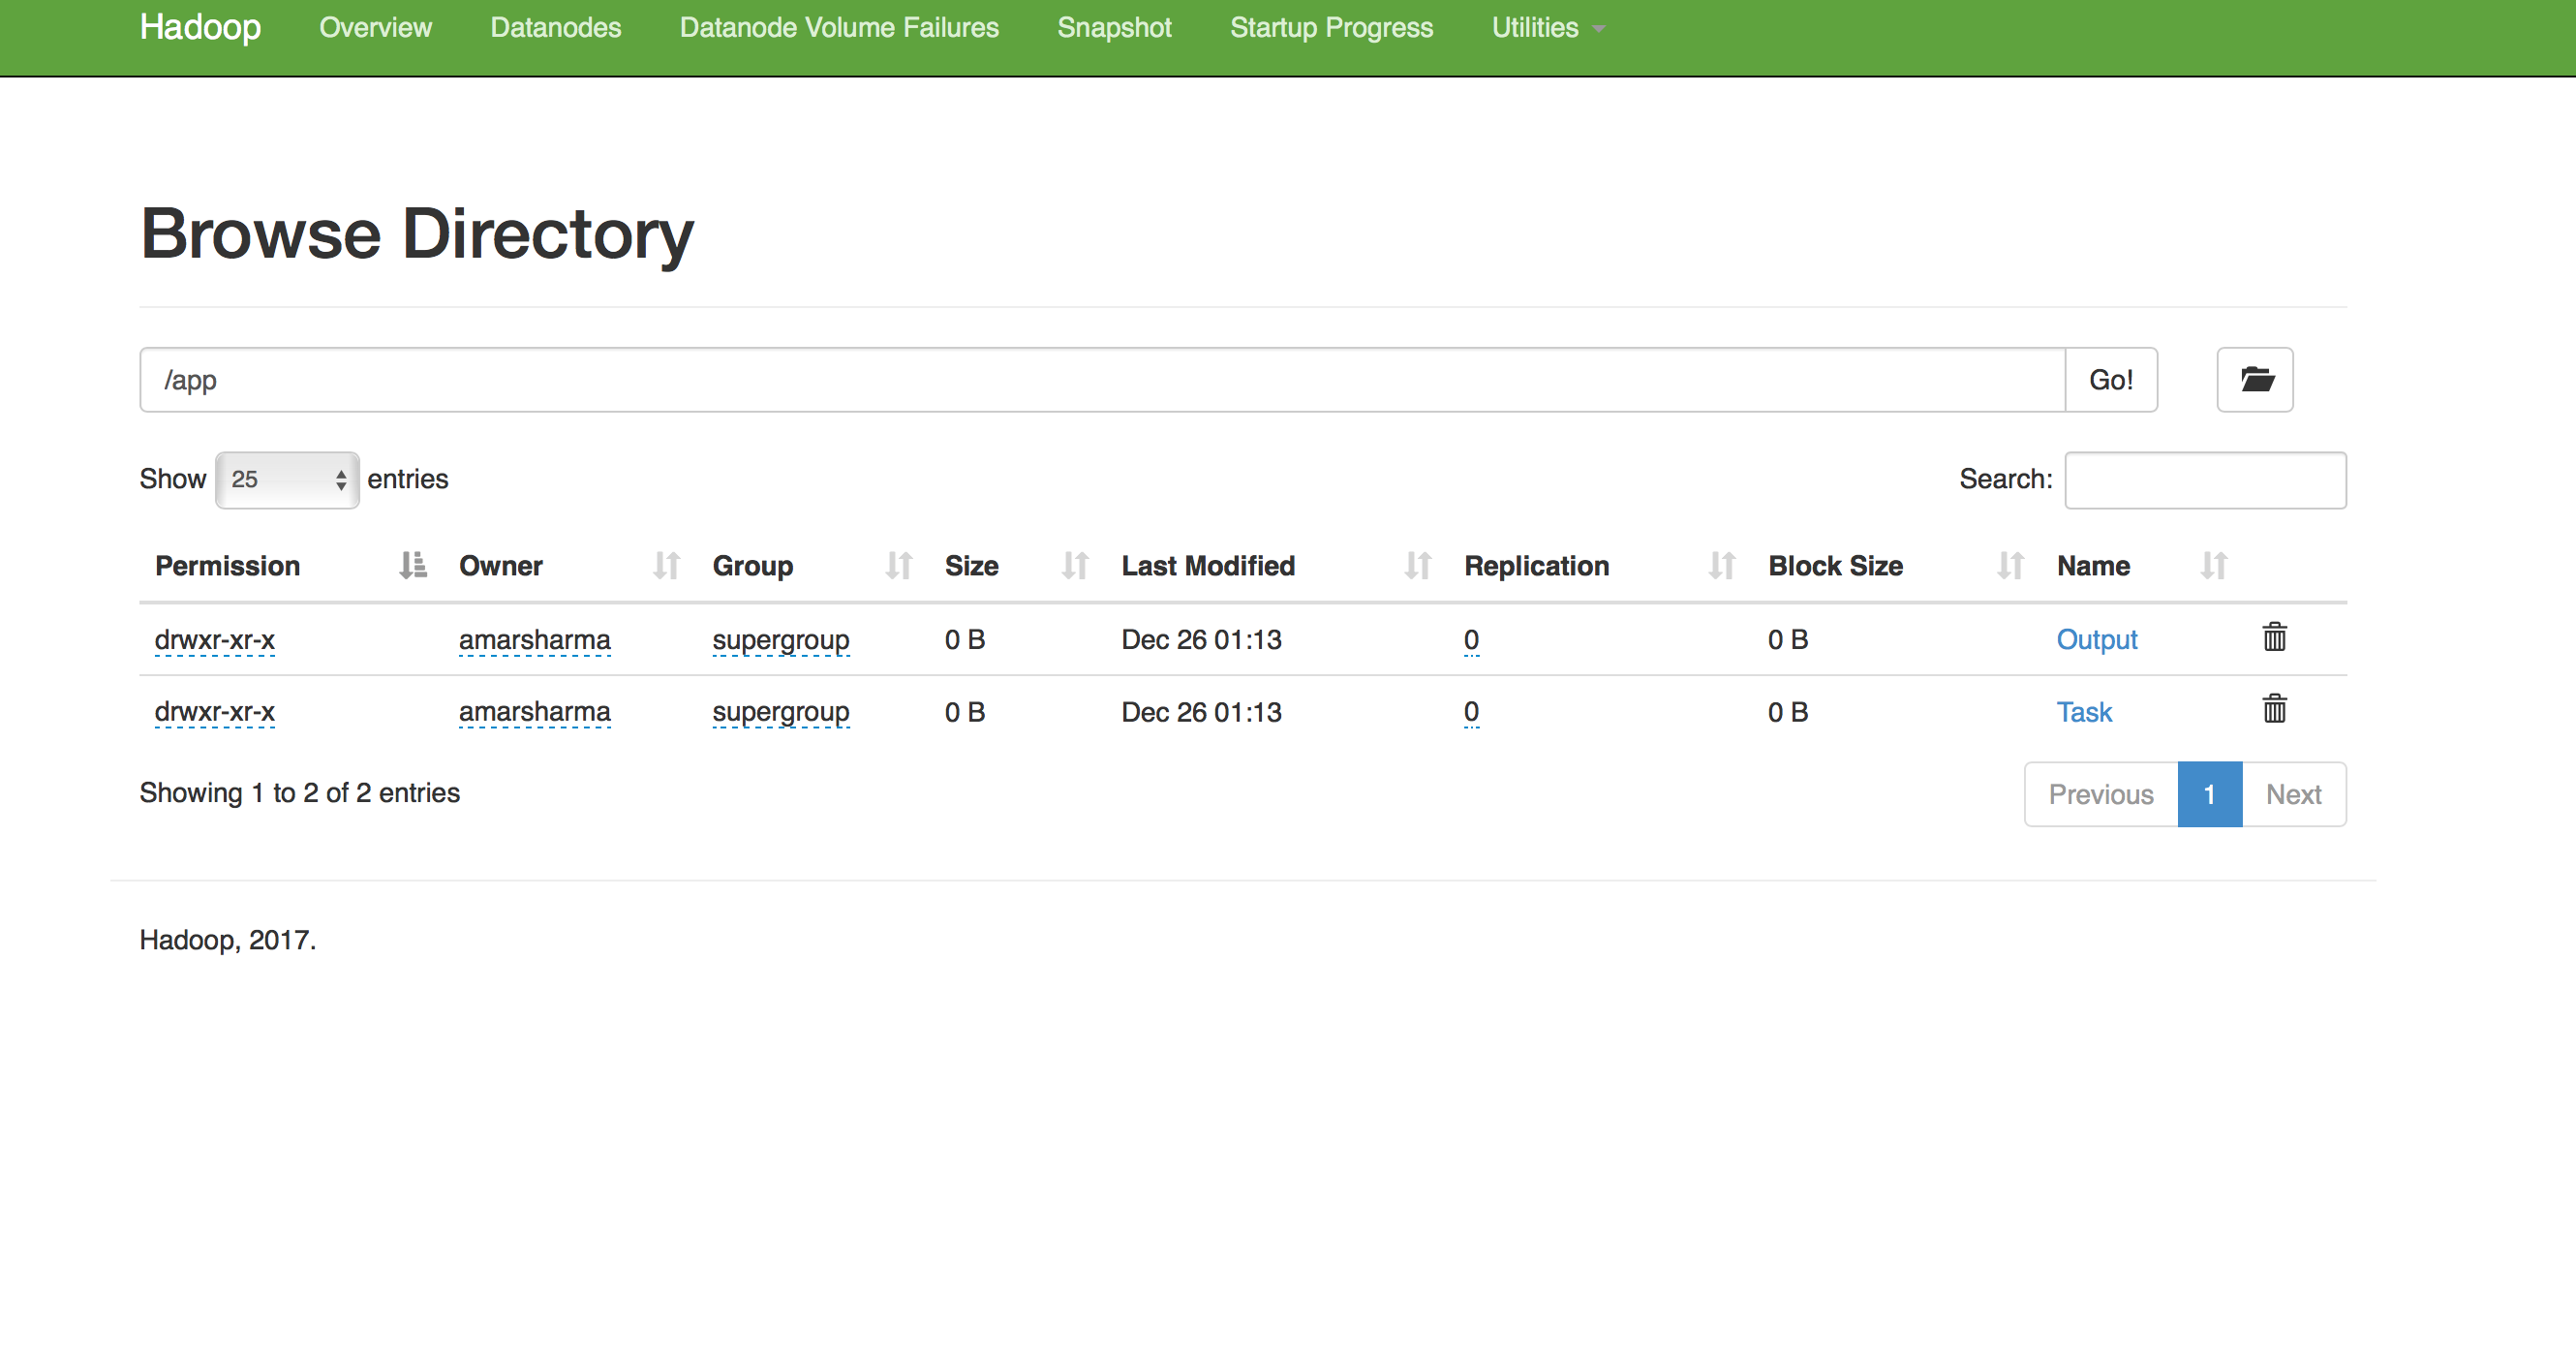 Hadoop Overview Datanodes Datanode Volume Failures Snapshot Startup Progress Utilities
Browse Directory
/app Go!
Show 25 entries Search:
Permission Owner Group Size Last Modified Replication Block Size Name
drwxr-xr-x amarsharma supergroup 0 B Dec 26 01:13 0 0 B Output
drwxr-xr-x amarsharma supergroup 0 B Dec 26 01:13 0 0 B Task
Showing 1 to 2 of 2 entries Previous 1 Next
Hadoop, 2017.